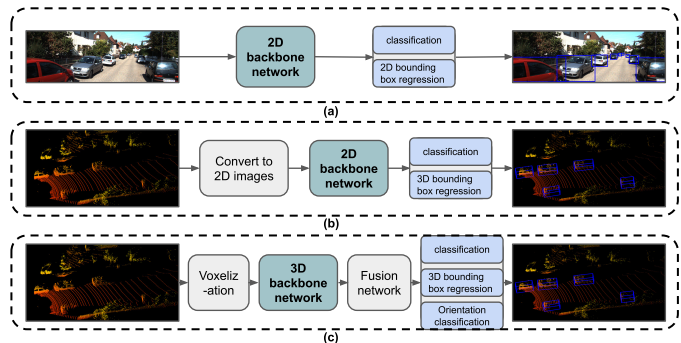 2D
backbone
network
classification
2D bounding
box regression
(a)
Convert to
2D images
2D
backbone
network
classification
3D bounding
box regression
(b)
Voxeliz
-ation
3D
backbone
network
Fusion
network
classification
3D bounding
box regression
Orientation
classification
(c)